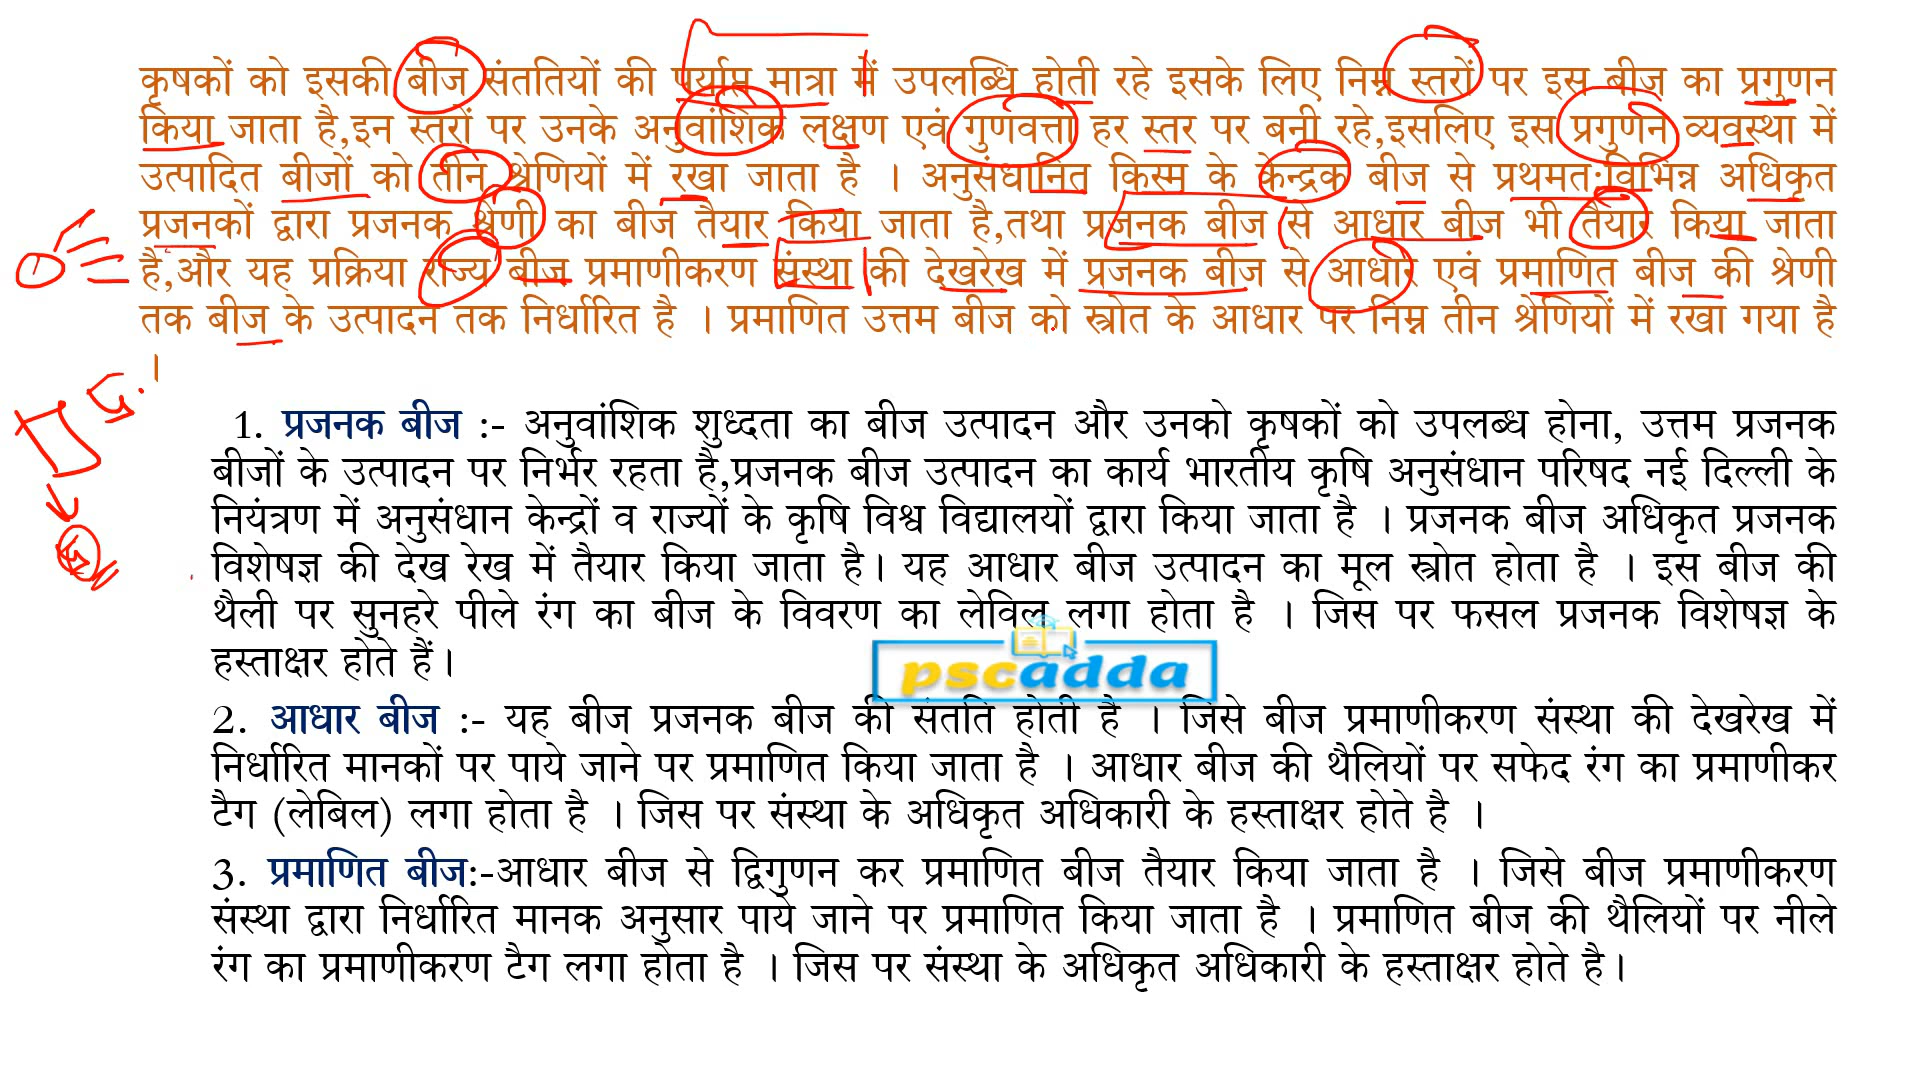 कृषकों को इसकी बीज संततियों की पर्याप्त मात्रा में उपलब्धि होती रहे इसके लिए निम्न स्तरों पर इस बीज का प्रगुणन
किया जाता है,इन स्तरों पर उनके अनुवांशिक लक्षण एवं गुणवत्ता हर स्तर पर बनी रहे,इसलिए इस प्रगुणन व्यवस्था में
उत्पादित बीजों को तीन श्रेणियों में रखा जाता है । अनुसंधानित किस्म के केन्द्रक बीज से प्रथमत:विभिन्न अधिकृत
प्रजनकों द्वारा प्रजनक श्रेणी का बीज तैयार किया जाता है,तथा प्रजनक बीज से आधार बीज भी तैयार किया जाता
है,और यह प्रक्रिया राज्य बीज प्रमाणीकरण संस्था की देखरेख में प्रजनक बीज से आधार एवं प्रमाणित बीज की श्रेणी
तक बीज के उत्पादन तक निर्धारित है । प्रमाणित उत्तम बीज को स्त्रोत के आधार पर निम्न तीन श्रेणियों में रखा गया है
।
1. प्रजनक बीज :- अनुवांशिक शुध्दता का बीज उत्पादन और उनको कृषकों को उपलब्ध होना, उत्तम प्रजनक
बीजों के उत्पादन पर निर्भर रहता है,प्रजनक बीज उत्पादन का कार्य भारतीय कृषि अनुसंधान परिषद नई दिल्ली के
नियंत्रण में अनुसंधान केन्द्रों व राज्यों के कृषि विश्व विद्यालयों द्वारा किया जाता है । प्रजनक बीज अधिकृत प्रजनक
विशेषज्ञ की देख रेख में तैयार किया जाता है। यह आधार बीज उत्पादन का मूल स्त्रोत होता है । इस बीज की
थैली पर सुनहरे पीले रंग का बीज के विवरण का लेविल लगा होता है । जिस पर फसल प्रजनक विशेषज्ञ के
हस्ताक्षर होते हैं।
pscadda
2. आधार बीज :- यह बीज प्रजनक बीज की संतति होती है । जिसे बीज प्रमाणीकरण संस्था की देखरेख में
निर्धारित मानकों पर पाये जाने पर प्रमाणित किया जाता है । आधार बीज की थैलियों पर सफेद रंग का प्रमाणीकर
टैग (लेबिल) लगा होता है । जिस पर संस्था के अधिकृत अधिकारी के हस्ताक्षर होते है ।
3. प्रमाणित बीज:-आधार बीज से द्विगुणन कर प्रमाणित बीज तैयार किया जाता है । जिसे बीज प्रमाणीकरण
संस्था द्वारा निर्धारित मानक अनुसार पाये जाने पर प्रमाणित किया जाता है । प्रमाणित बीज की थैलियों पर नीले
रंग का प्रमाणीकरण टैग लगा होता है । जिस पर संस्था के अधिकृत अधिकारी के हस्ताक्षर होते है।